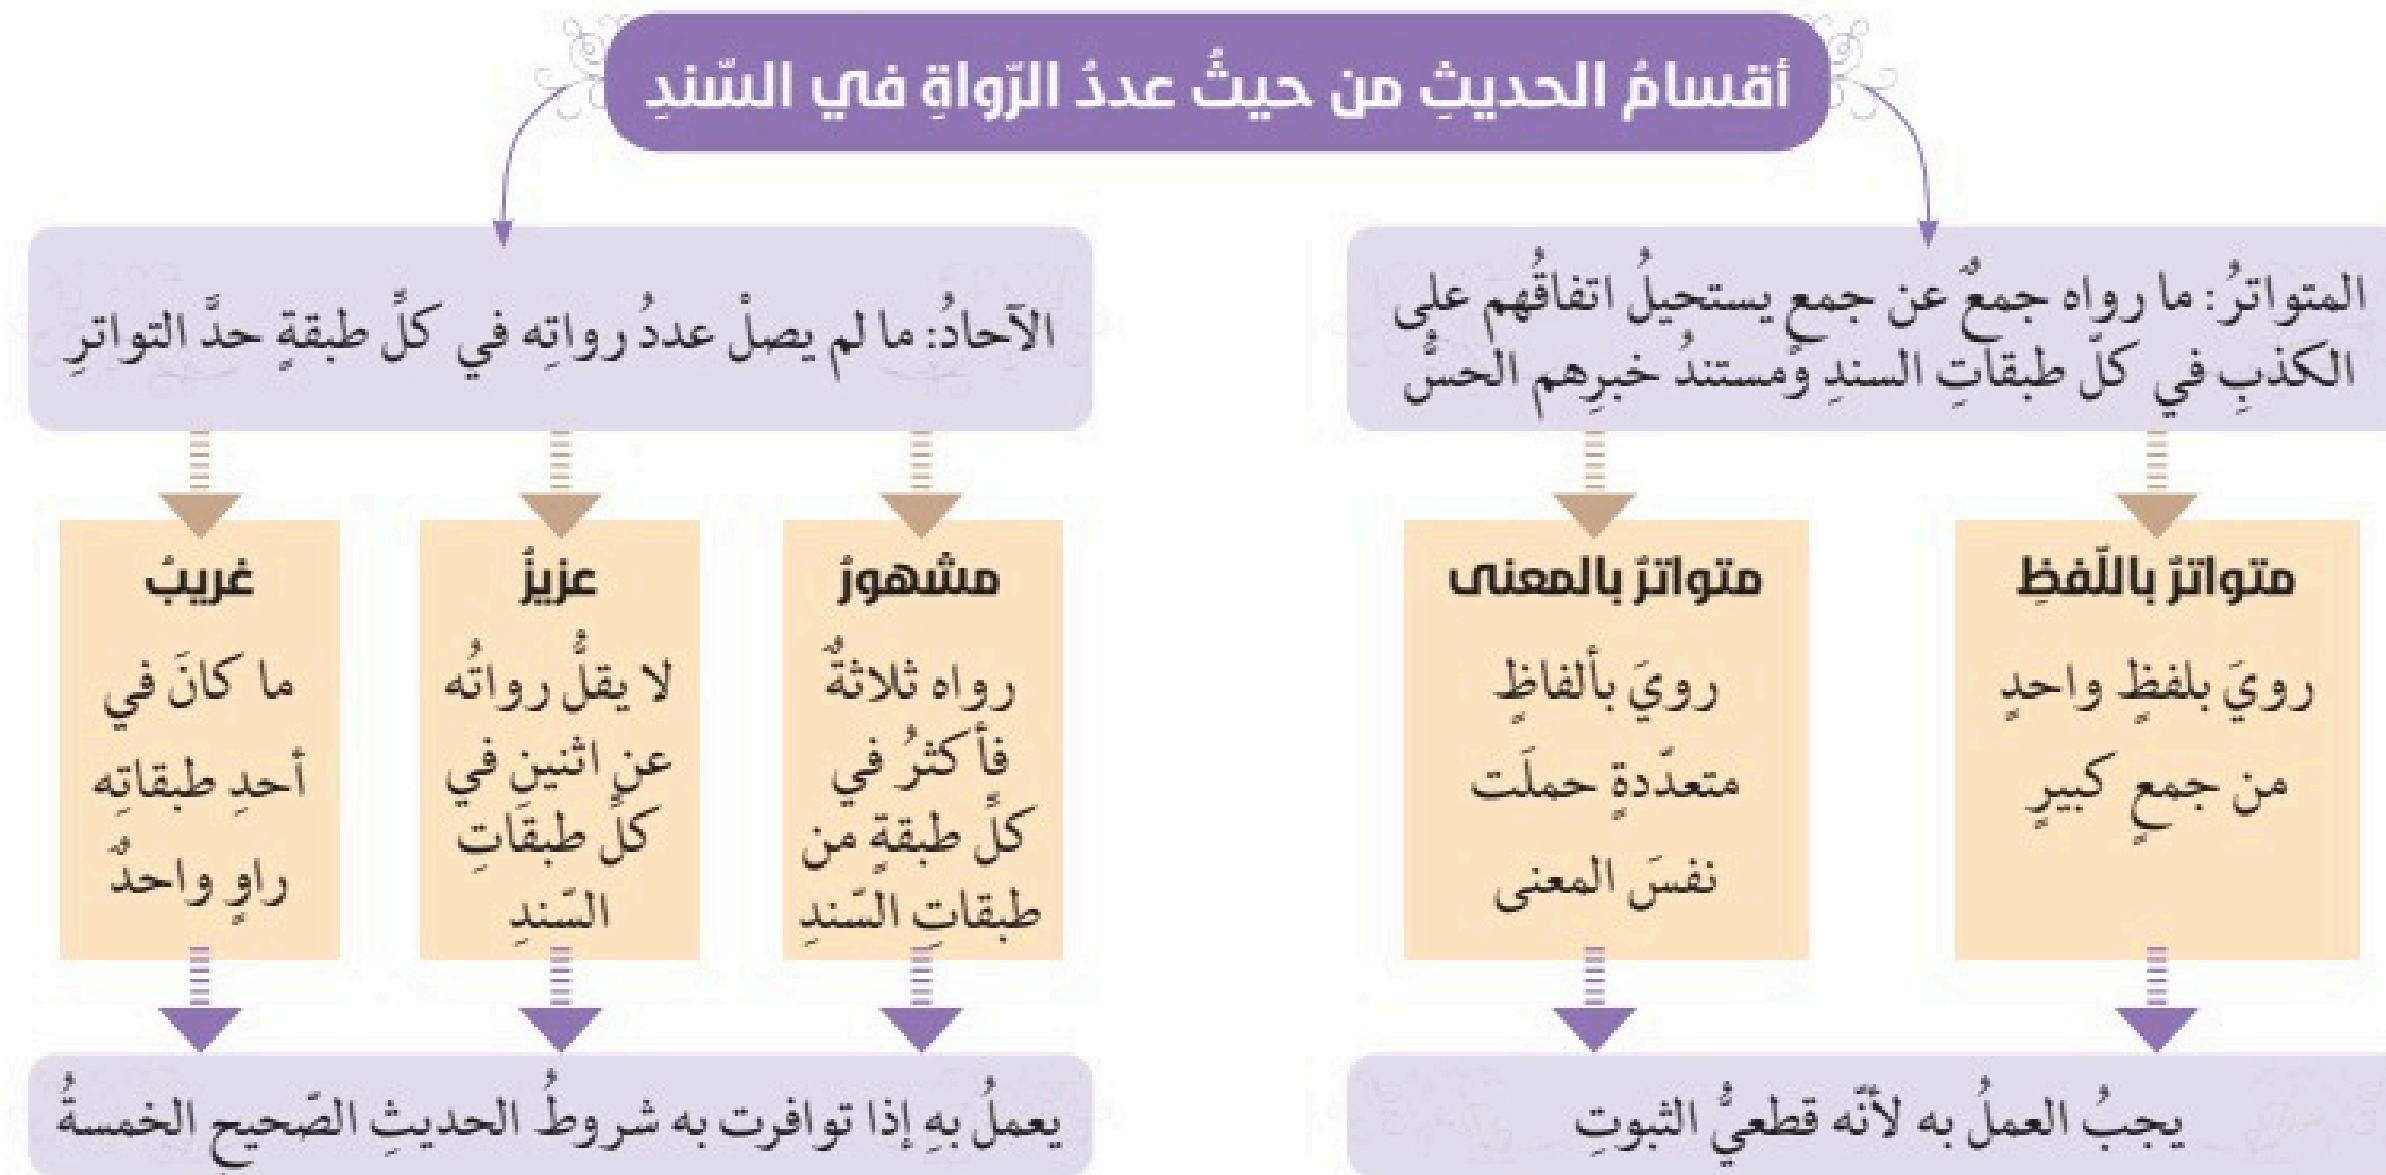 أقسامُ الحديثِ من حيثُ عددُ الرّواةِ في السّندِ
المتواترُ: ما رواه جمعٌ عن جمعٍ يستحيلُ اتفاقُهم على
الكذبِ في كلِّ طبقاتِ السندِ ومستندُ خبرِهم الحسُّ
الآحادُ: ما لم يصلْ عددُ رواتِه في كلِّ طبقةٍ حدَّ التواترِ
متواترٌ باللّفظِ
رويَ بلفظٍ واحدٍ
من جمعٍ كبيرٍ
متواترٌ بالمعنى
رويَ بألفاظٍ
متعدّدةٍ حملَت
نفسَ المعنى
مشهورٌ
رواه ثلاثةٌ
فأكثرُ في
كلِّ طبقةٍ من
طبقاتِ السّندِ
عزيزٌ
لا يقلُّ رواتُه
عن اثنينِ في
كلِّ طبقاتِ
السّندِ
غريبٌ
ما كانَ في
أحدِ طبقاتِه
راوٍ واحدٌ
يجبُ العملُ به لأنّه قطعيُّ الثبوتِ
يعملُ بهِ إذا توافرت به شروطُ الحديثِ الصّحيحِ الخمسةُ